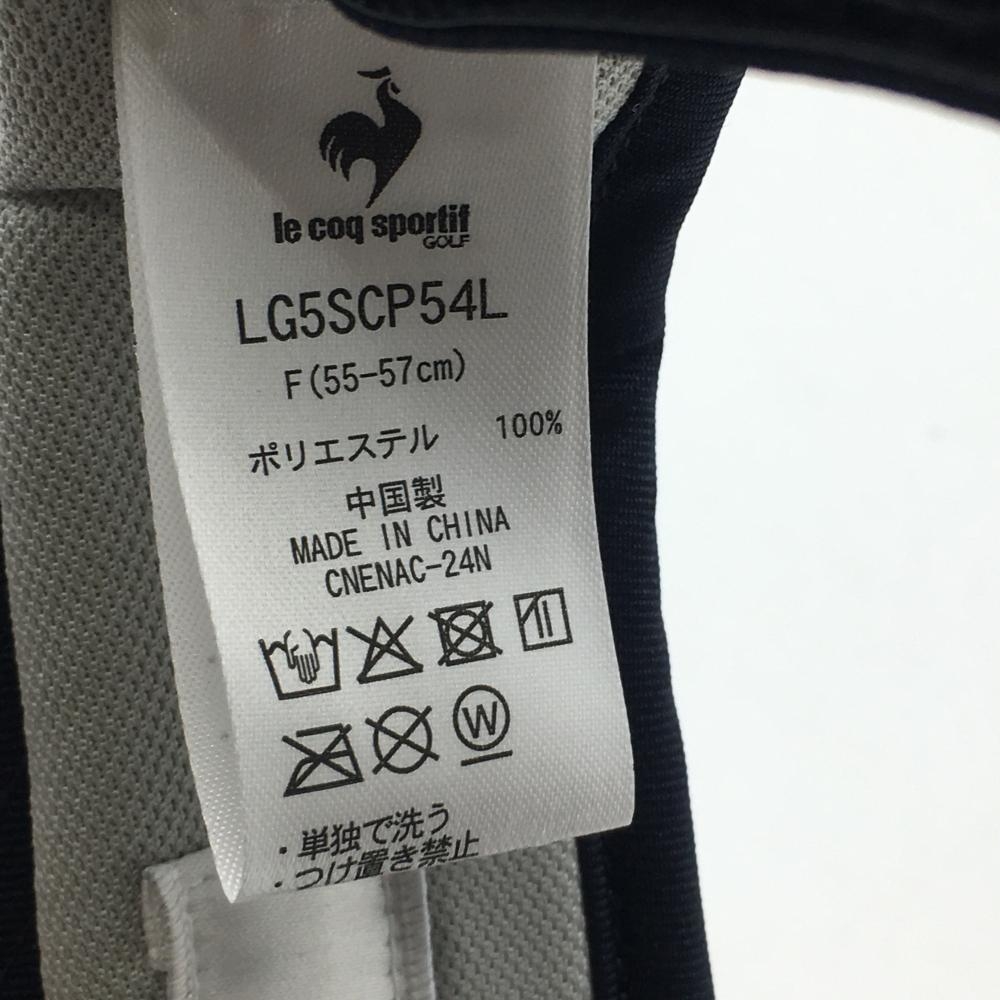 le coq sportif
GOLF
LG5SCP54L
F(55-57cm)
ポリエステル 100%
中国製
MADE IN CHINA
CNENAC-24N
W
・単独で洗う
・つけ置き禁止